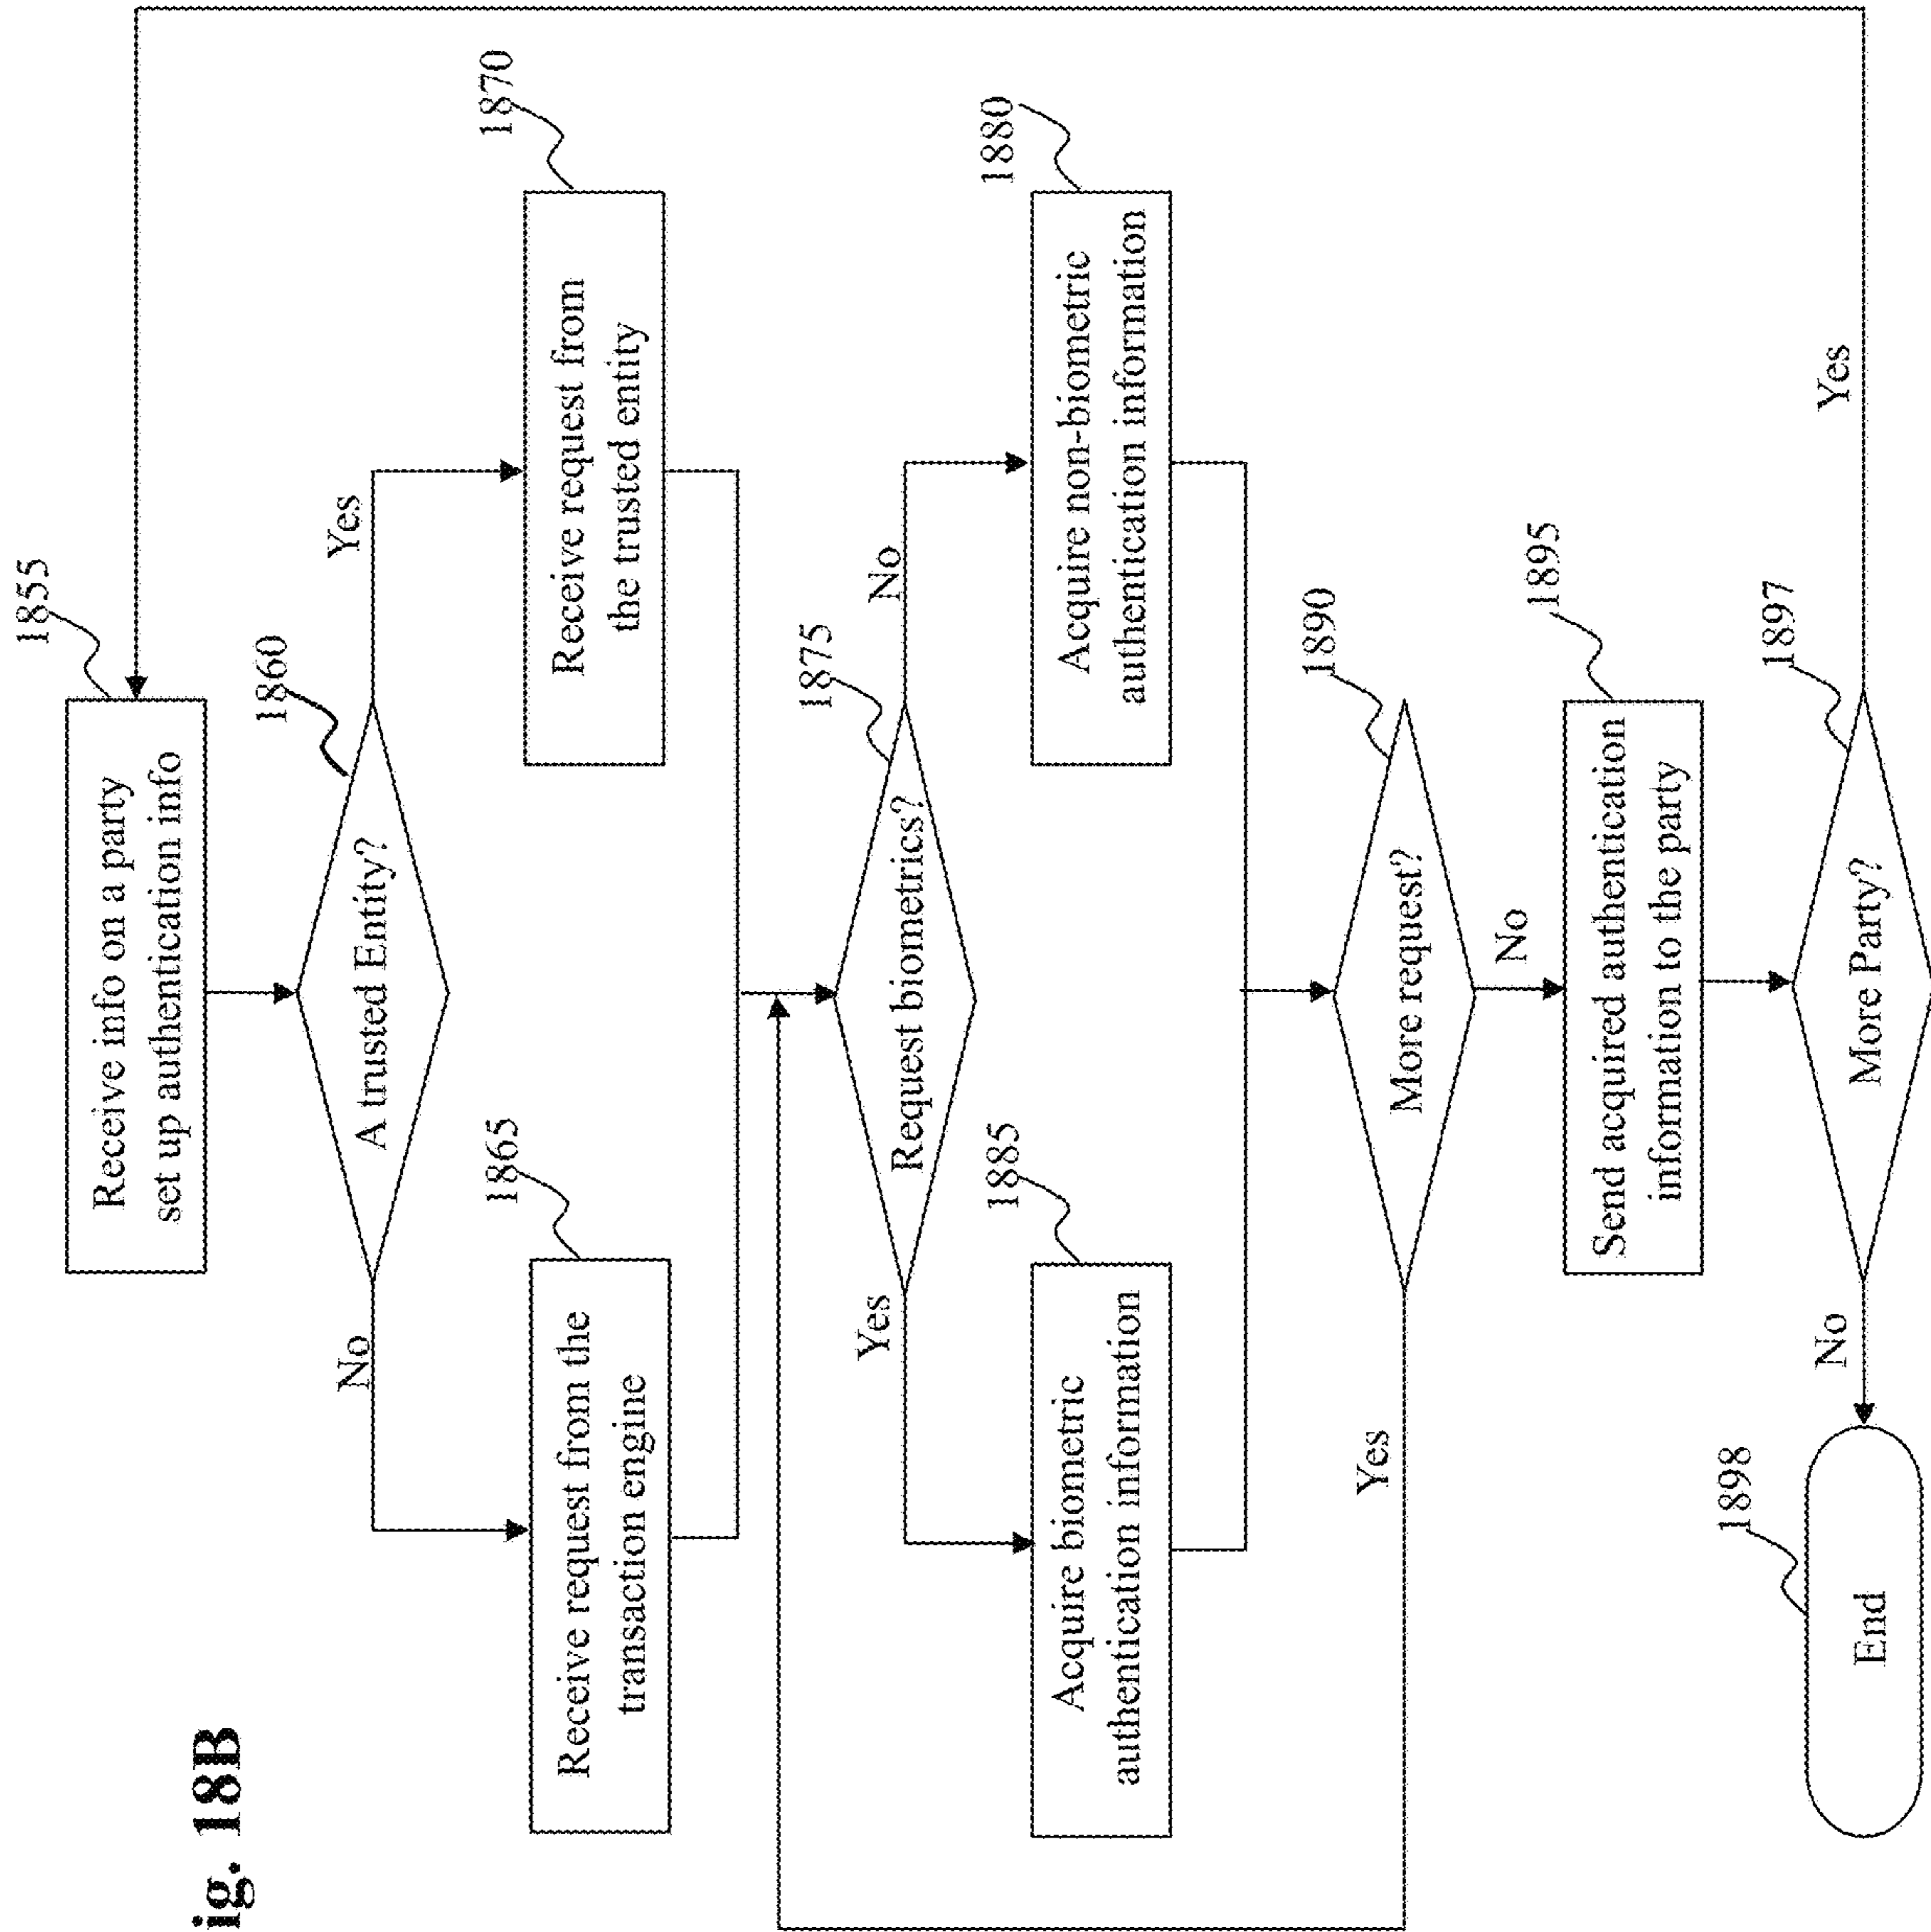 ig. 18B
1855
Receive info on a party
set up authentication info
1860
A trusted Entity?
No
Yes
1865
Receive request from the
transaction engine
1870
Receive request from
the trusted entity
1875
Request biometrics?
Yes
No
1885
Acquire biometric
authentication information
1880
Acquire non-biometric
authentication information
1890
More request?
Yes
No
1895
Send acquired authentication
information to the party
1897
More Party?
No
Yes
1898
End